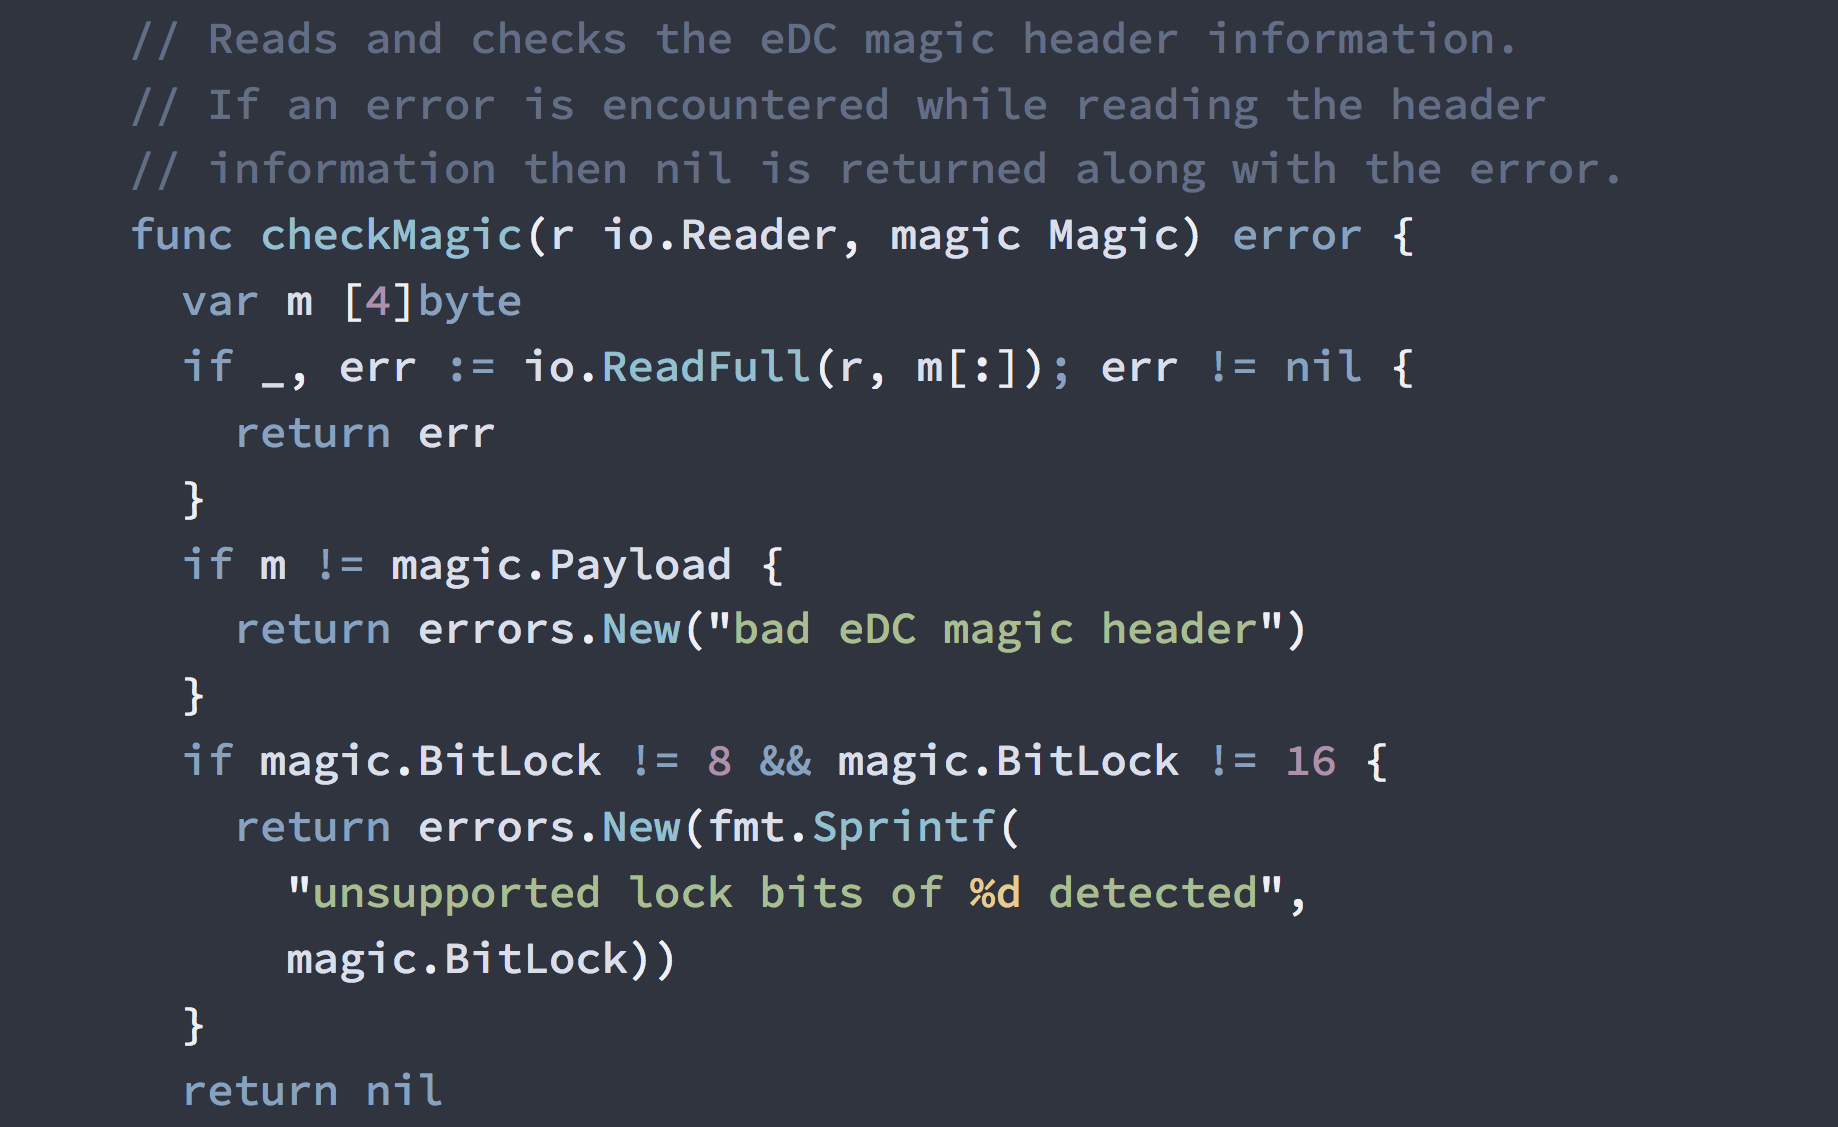 // Reads and checks the eDC magic header information.
// If an error is encountered while reading the header
// information then nil is returned along with the error.
func checkMagic(r io.Reader, magic Magic) error {
  var m [4]byte
  if _, err := io.ReadFull(r, m[:]); err != nil {
    return err
  }
  if m != magic.Payload {
    return errors.New("bad eDC magic header")
  }
  if magic.BitLock != 8 && magic.BitLock != 16 {
    return errors.New(fmt.Sprintf(
      "unsupported lock bits of %d detected",
      magic.BitLock))
  }
  return nil